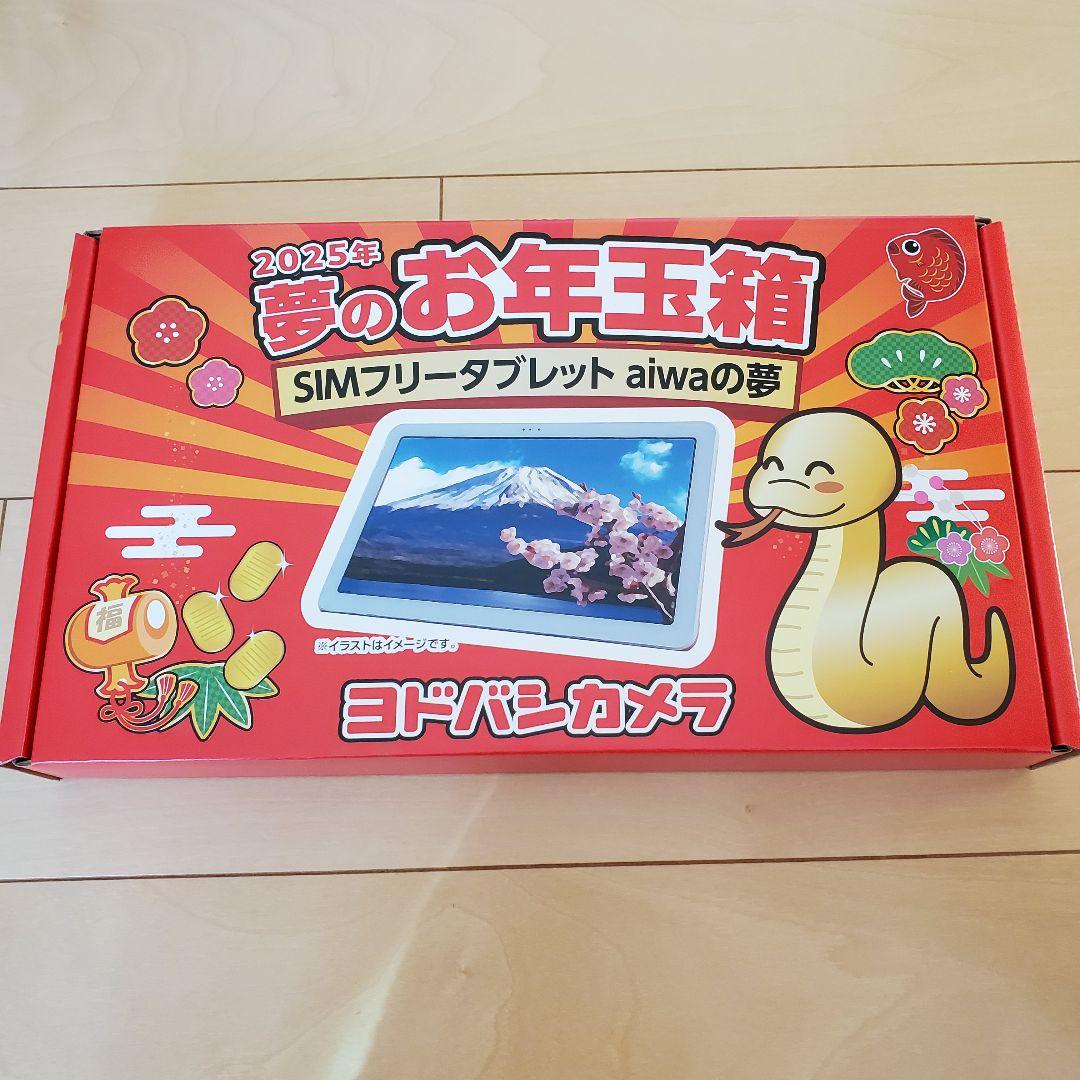 2025年
夢のお年玉箱
SIMフリータブレット aiwaの夢
福
※イラストはイメージです。
ヨドバシカメラ